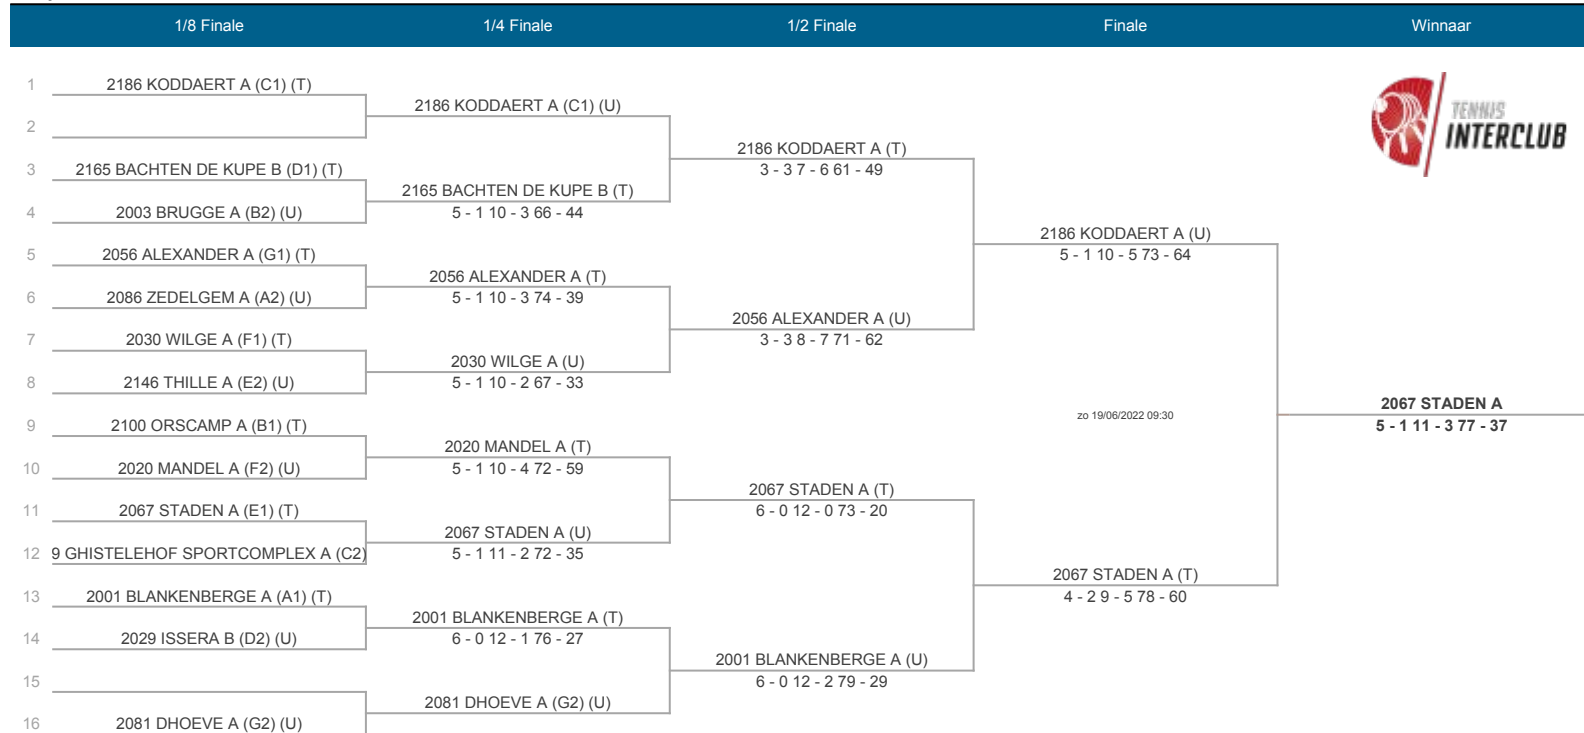 1/8 Finale
1/4 Finale
1/2 Finale
Finale
Winnaar
TENNIS
INTERCLUB
1
2186 KODDAERT A (C1) (T)
2
3
2165 BACHTEN DE KUPE B (D1) (T)
4
2003 BRUGGE A (B2) (U)
5
2056 ALEXANDER A (G1) (T)
6
2086 ZEDELGEM A (A2) (U)
7
2030 WILGE A (F1) (T)
8
2146 THILLE A (E2) (U)
9
2100 ORSCAMP A (B1) (T)
10
2020 MANDEL A (F2) (U)
11
2067 STADEN A (E1) (T)
12
9 GHISTELEHOF SPORTCOMPLEX A (C2)
13
2001 BLANKENBERGE A (A1) (T)
14
2029 ISSERA B (D2) (U)
15
16
2081 DHOEVE A (G2) (U)
2186 KODDAERT A (C1) (U)
2165 BACHTEN DE KUPE B (T)
5 - 1 10 - 3 66 - 44
2056 ALEXANDER A (T)
5 - 1 10 - 3 74 - 39
2030 WILGE A (U)
5 - 1 10 - 2 67 - 33
2020 MANDEL A (T)
5 - 1 10 - 4 72 - 59
2067 STADEN A (U)
5 - 1 11 - 2 72 - 35
2001 BLANKENBERGE A (T)
6 - 0 12 - 1 76 - 27
2081 DHOEVE A (G2) (U)
2186 KODDAERT A (T)
3 - 3 7 - 6 61 - 49
2056 ALEXANDER A (U)
3 - 3 8 - 7 71 - 62
2067 STADEN A (T)
6 - 0 12 - 0 73 - 20
2001 BLANKENBERGE A (U)
6 - 0 12 - 2 79 - 29
2186 KODDAERT A (U)
5 - 1 10 - 5 73 - 64
zo 19/06/2022 09:30
2067 STADEN A (T)
4 - 2 9 - 5 78 - 60
2067 STADEN A
5 - 1 11 - 3 77 - 37